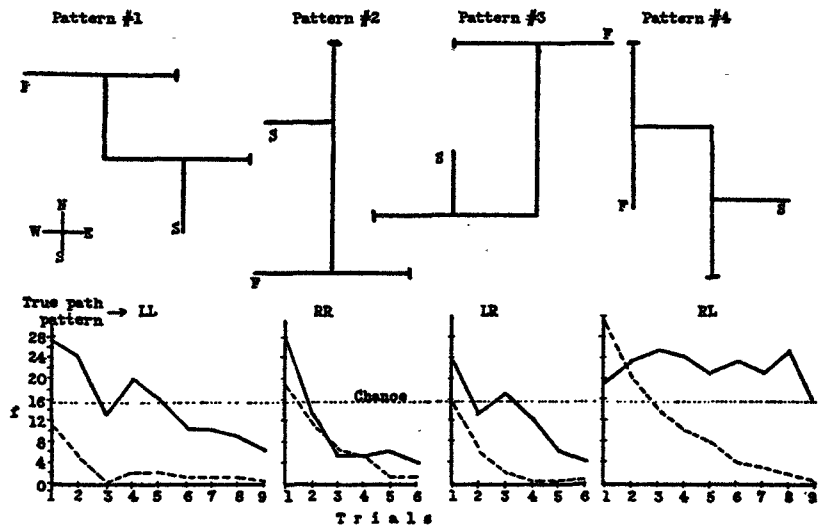 Pattern #1
Pattern #2
Pattern #3
Pattern #4
F
S
N
W E
S
S
F
F
S
F
S
True path
pattern → LL
RR
LR
RL
28
24
20
16
12
8
4
0
Chance
1 2 3 4 5 6 7 8 9
1 2 3 4 5 6
1 2 3 4 5 6
1 2 3 4 5 6 7 8 9
Trials